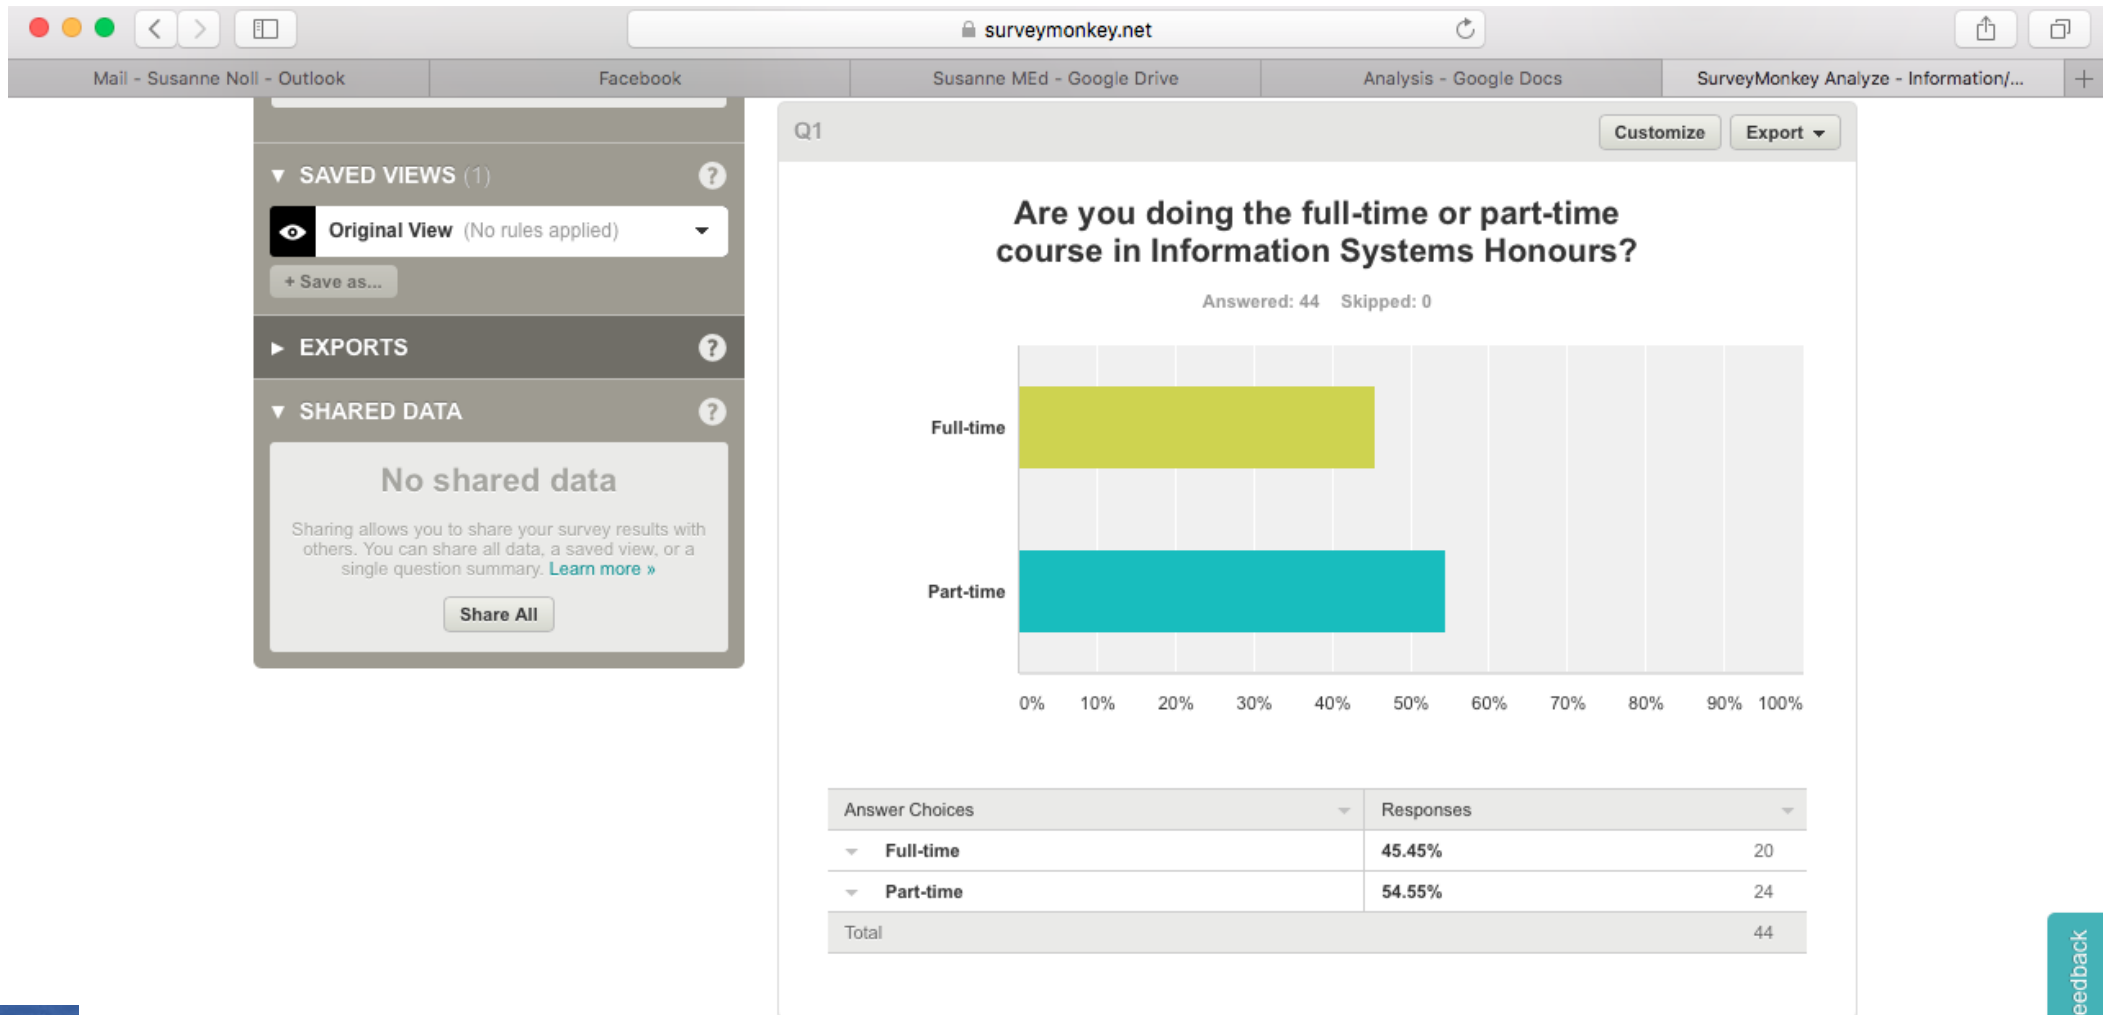 surveymonkey.net
Mail - Susanne Noll - Outlook
Facebook
Susanne MEd - Google Drive
Analysis - Google Docs
SurveyMonkey Analyze - Information/...
SAVED VIEWS (1)
?
Original View (No rules applied)
+ Save as...
EXPORTS
?
SHARED DATA
?
No shared data
Sharing allows you to share your survey results with
others. You can share all data, a saved view, or a
single question summary. Learn more »
Share All
Q1
Customize
Export
Are you doing the full-time or part-time
course in Information Systems Honours?
Answered: 44 Skipped: 0
Full-time
Part-time
0% 10% 20% 30% 40% 50% 60% 70% 80% 90% 100%
Answer Choices Responses
Full-time 45.45% 20
Part-time 54.55% 24
Total 44
eedback